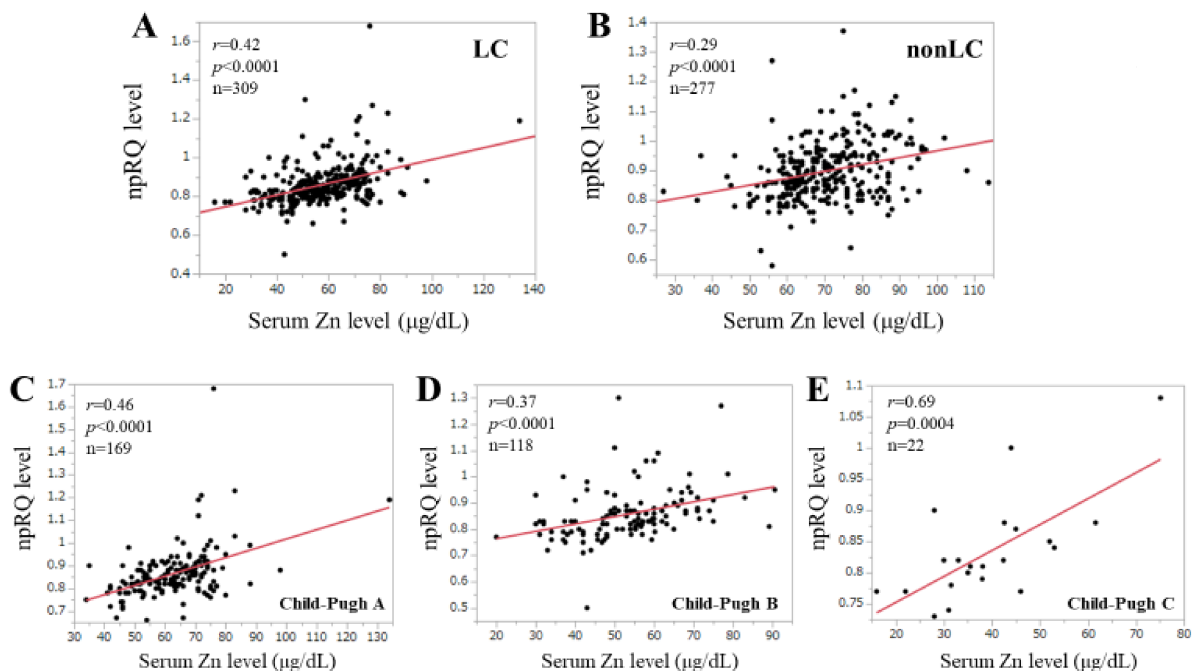 A
LC
r=0.42
p<0.0001
n=309
npRQ level
1.6
1.4
1.2
1
0.8
0.6
0.4
20 40 60 80 100 120 140
Serum Zn level (μg/dL)
B
nonLC
r=0.29
p<0.0001
n=277
npRQ level
1.4
1.3
1.2
1.1
1
0.9
0.8
0.7
0.6
30 40 50 60 70 80 90 100 110
Serum Zn level (μg/dL)
C
r=0.46
p<0.0001
n=169
npRQ level
1.7
1.6
1.5
1.4
1.3
1.2
1.1
1
0.9
0.8
0.7
Child-Pugh A
30 40 50 60 70 80 90 100 110 120 130
Serum Zn level (μg/dL)
D
r=0.37
p<0.0001
n=118
npRQ level
1.3
1.2
1.1
1
0.9
0.8
0.7
0.6
0.5
Child-Pugh B
20 30 40 50 60 70 80 90
Serum Zn level (μg/dL)
E
r=0.69
p=0.0004
n=22
npRQ level
1.1
1.05
1
0.95
0.9
0.85
0.8
0.75
Child-Pugh C
20 30 40 50 60 70 80
Serum Zn level (μg/dL)